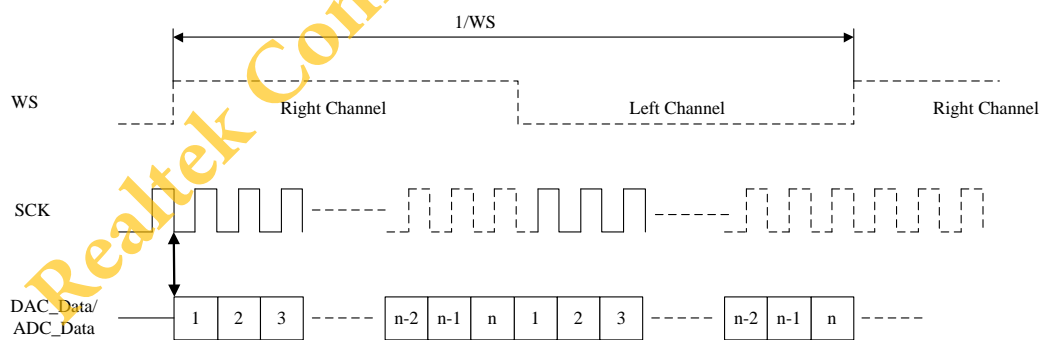 1/WS
WS
Right Channel
Left Channel
Right Channel
SCK
DAC_Data/
ADC_Data
1 2 3 n-2 n-1 n 1 2 3 n-2 n-1 n
Realtek